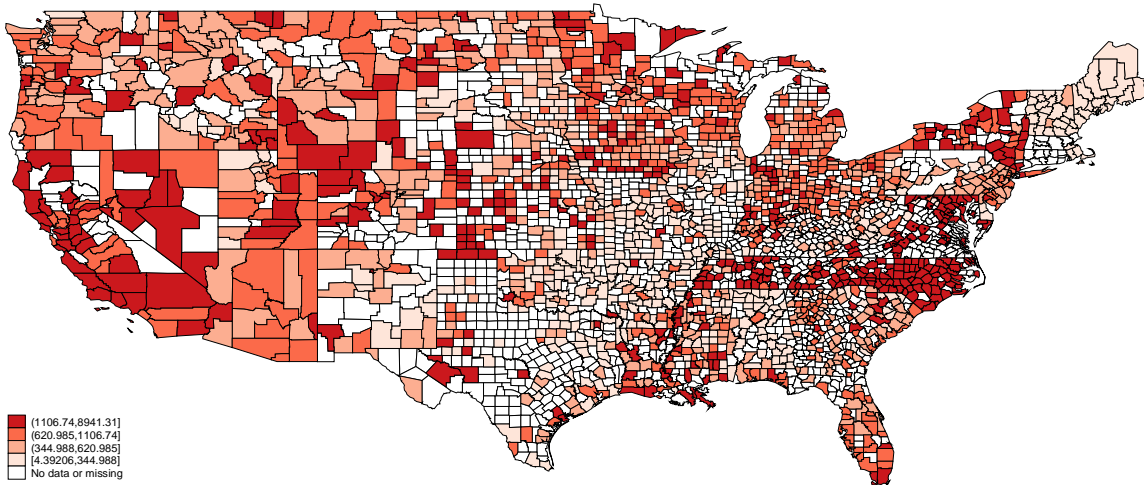 (1106.74,8941.31]
(620.985,1106.74]
(344.988,620.985]
[4.39206,344.988]
No data or missing